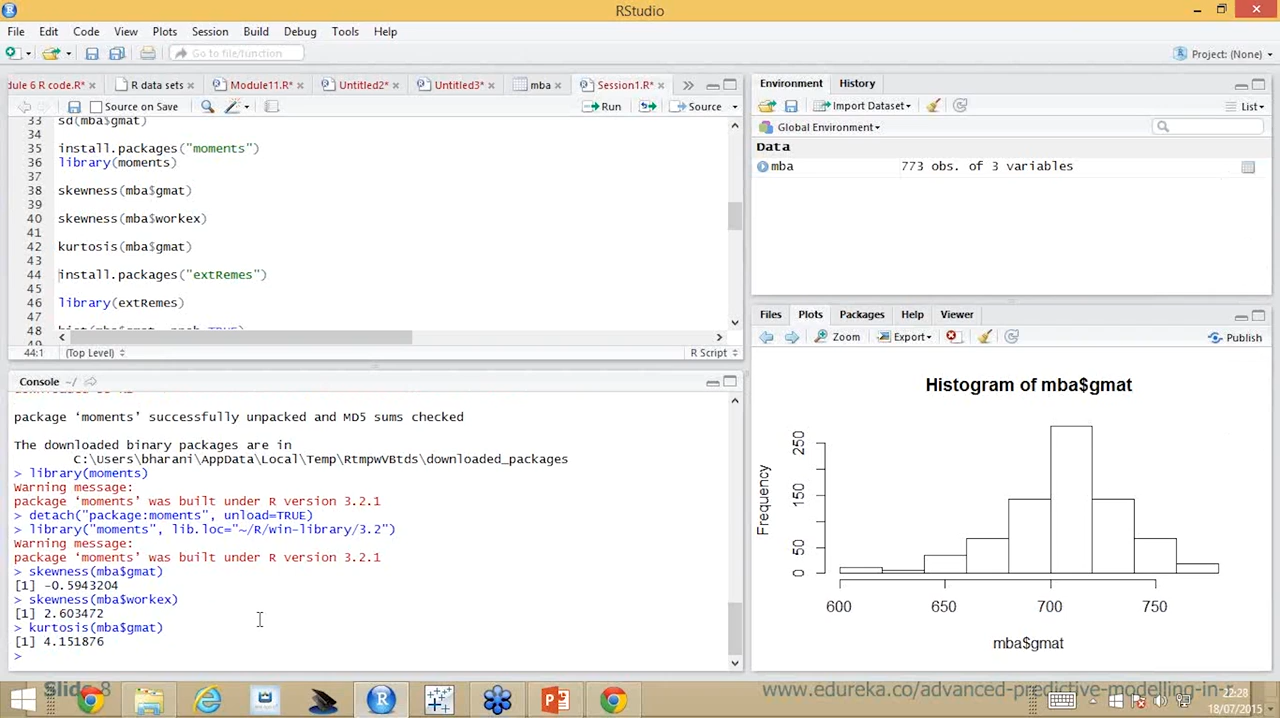 RStudio
File Edit Code View Plots Session Build Debug Tools Help
Go to file/function
Project: (None)
dule 6 R code.R* R data sets Module11.R* Untitled2* Untitled3* mba Session1.R*
Source on Save Run Source
33 sd(mba$gmat)
34
35 install.packages("moments")
36 library(moments)
37
38 skewness(mba$gmat)
39
40 skewness(mba$workex)
41
42 kurtosis(mba$gmat)
43
44 install.packages("extRemes")
45
46 library(extRemes)
47
48
49
44:1 (Top Level) R Script
Console ~/
package ‘moments’ successfully unpacked and MD5 sums checked
The downloaded binary packages are in
C:\Users\bharani\AppData\Local\Temp\RtmpwVBtds\downloaded_packages
> library(moments)
Warning message:
package ‘moments’ was built under R version 3.2.1
> detach("package:moments", unload=TRUE)
> library("moments", lib.loc="~/R/win-library/3.2")
Warning message:
package ‘moments’ was built under R version 3.2.1
> skewness(mba$gmat)
[1] -0.5943204
> skewness(mba$workex)
[1] 2.603472
> kurtosis(mba$gmat)
[1] 4.151876
>
Environment History
Import Dataset List
Global Environment
Data
mba 773 obs. of 3 variables
Files Plots Packages Help Viewer
Zoom Export Publish
Histogram of mba$gmat
Frequency
250
150
50
0
600 650 700 750
mba$gmat
Slide 8
www.edureka.co/advanced-predictive-modelling-in-r
22:28
18/07/2015